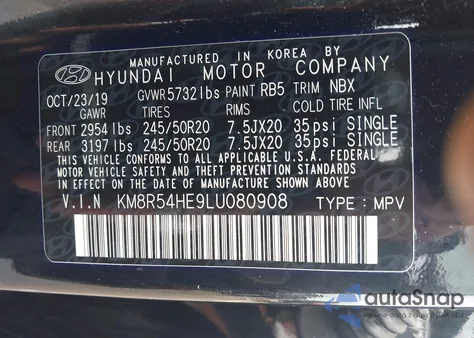 MANUFACTURED IN KOREA BY
HYUNDAI MOTOR COMPANY
OCT/23/19 GVWR 5732 lbs PAINT RB5 TRIM NBX
GAWR TIRES RIMS COLD TIRE INFL
FRONT 2954 lbs 245/50R20 7.5JX20 35psi SINGLE
REAR 3197 lbs 245/50R20 7.5JX20 35psi SINGLE
THIS VEHICLE CONFORMS TO ALL APPLICABLE U.S.A. FEDERAL
MOTOR VEHICLE SAFETY AND THEFT PREVENTION STANDARDS
IN EFFECT ON THE DATE OF MANUFACTURE SHOWN ABOVE.
V.I.N KM8R54HE9LU080908 TYPE : MPV
autoSnap